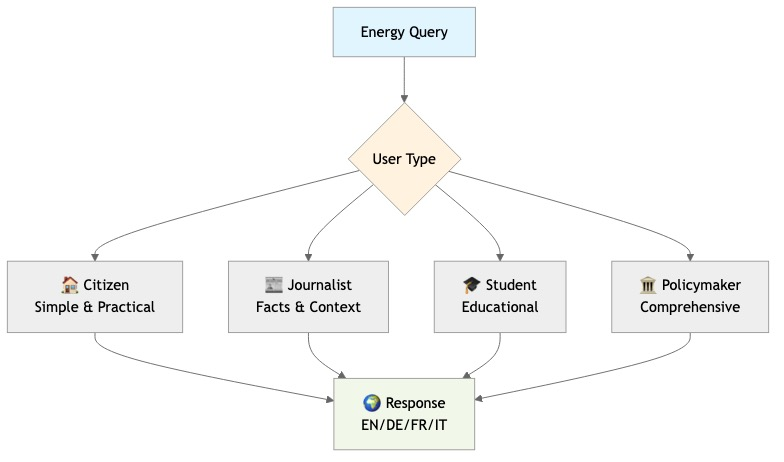 Energy Query
User Type
🏠 Citizen
Simple & Practical
📰 Journalist
Facts & Context
🎓 Student
Educational
🏛️ Policymaker
Comprehensive
🌍 Response
EN/DE/FR/IT